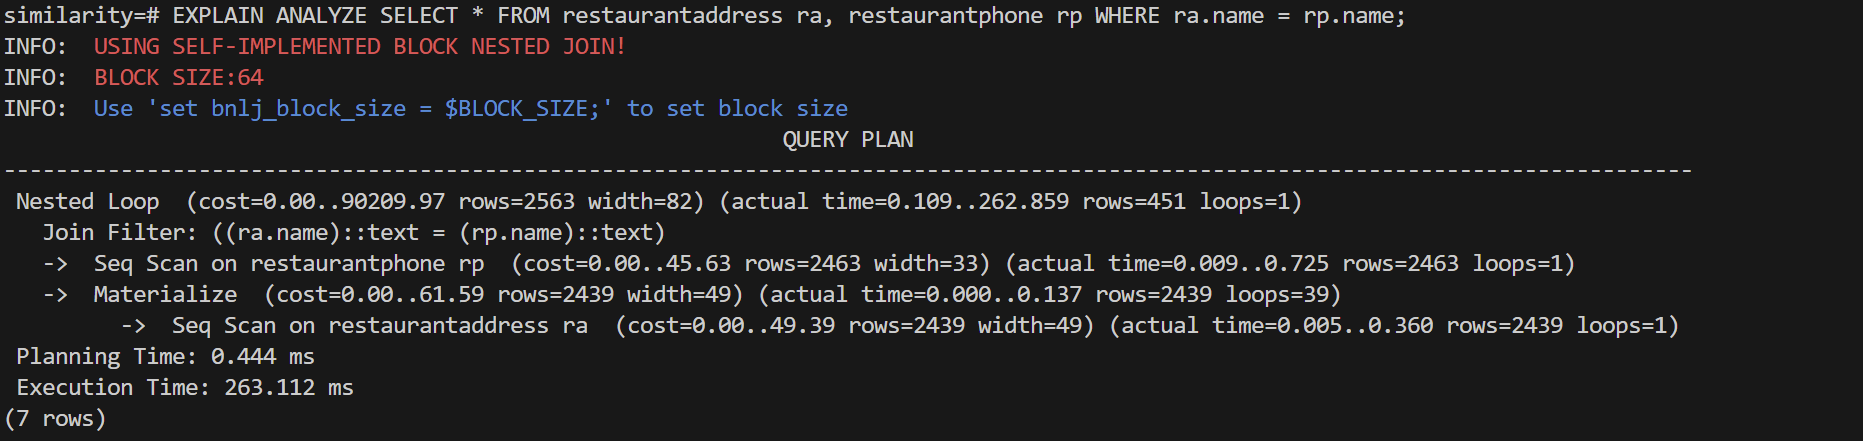 similarity=# EXPLAIN ANALYZE SELECT * FROM restaurantaddress ra, restaurantphone rp WHERE ra.name = rp.name;
INFO:  USING SELF-IMPLEMENTED BLOCK NESTED JOIN!
INFO:  BLOCK SIZE:64
INFO:  Use 'set bnlj_block_size = $BLOCK_SIZE;' to set block size
QUERY PLAN
----------------------------------------------------------------------------------------------------------------------------------
Nested Loop  (cost=0.00..90209.97 rows=2563 width=82) (actual time=0.109..262.859 rows=451 loops=1)
Join Filter: ((ra.name)::text = (rp.name)::text)
->  Seq Scan on restaurantphone rp  (cost=0.00..45.63 rows=2463 width=33) (actual time=0.009..0.725 rows=2463 loops=1)
->  Materialize  (cost=0.00..61.59 rows=2439 width=49) (actual time=0.000..0.137 rows=2439 loops=39)
->  Seq Scan on restaurantaddress ra  (cost=0.00..49.39 rows=2439 width=49) (actual time=0.005..0.360 rows=2439 loops=1)
Planning Time: 0.444 ms
Execution Time: 263.112 ms
(7 rows)